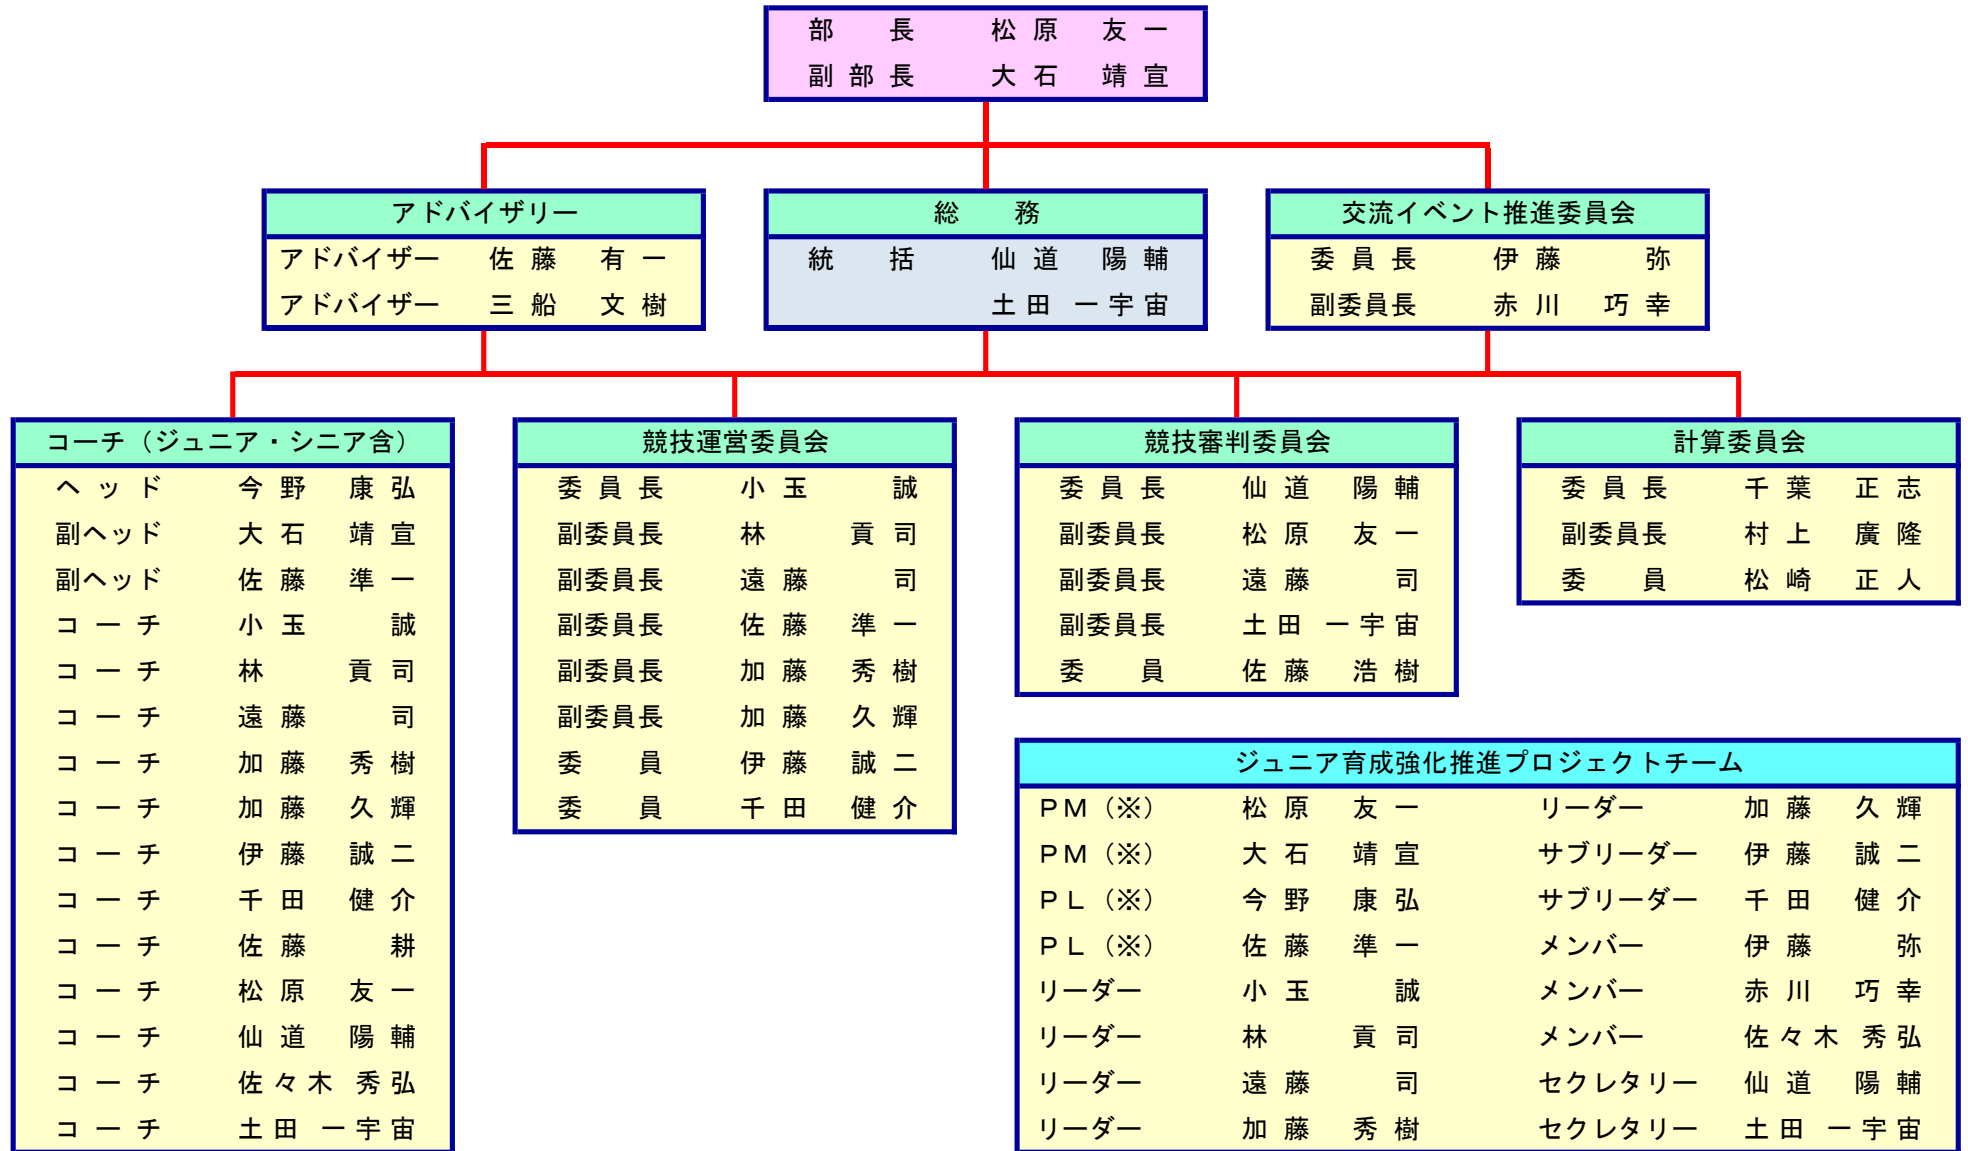 部長 松原 友一
副部長 大石 靖宣
アドバイザリー
アドバイザー 佐藤 有一
アドバイザー 三船 文樹
総務
統括 仙道 陽輔
土田 一宇宙
交流イベント推進委員会
委員長 伊藤 弥
副委員長 赤川 巧幸
コーチ（ジュニア・シニア含）
ヘッド 今野 康弘
副ヘッド 大石 靖宣
副ヘッド 佐藤 準一
コーチ 小玉 誠
コーチ 林 貢司
コーチ 遠藤 司
コーチ 加藤 秀樹
コーチ 加藤 久輝
コーチ 伊藤 誠二
コーチ 千田 健介
コーチ 佐藤 耕
コーチ 松原 友一
コーチ 仙道 陽輔
コーチ 佐々木 秀弘
コーチ 土田 一宇宙
競技運営委員会
委員長 小玉 誠
副委員長 林 貢司
副委員長 遠藤 司
副委員長 佐藤 準一
副委員長 加藤 秀樹
副委員長 加藤 久輝
委員 伊藤 誠二
委員 千田 健介
競技審判委員会
委員長 仙道 陽輔
副委員長 松原 友一
副委員長 遠藤 司
副委員長 土田 一宇宙
委員 佐藤 浩樹
計算委員会
委員長 千葉 正志
副委員長 村上 廣隆
委員 松崎 正人
ジュニア育成強化推進プロジェクトチーム
ＰＭ（※） 松原 友一 リーダー 加藤 久輝
ＰＭ（※） 大石 靖宣 サブリーダー 伊藤 誠二
ＰＬ（※） 今野 康弘 サブリーダー 千田 健介
ＰＬ（※） 佐藤 準一 メンバー 伊藤 弥
リーダー 小玉 誠 メンバー 赤川 巧幸
リーダー 林 貢司 メンバー 佐々木 秀弘
リーダー 遠藤 司 セクレタリー 仙道 陽輔
リーダー 加藤 秀樹 セクレタリー 土田 一宇宙